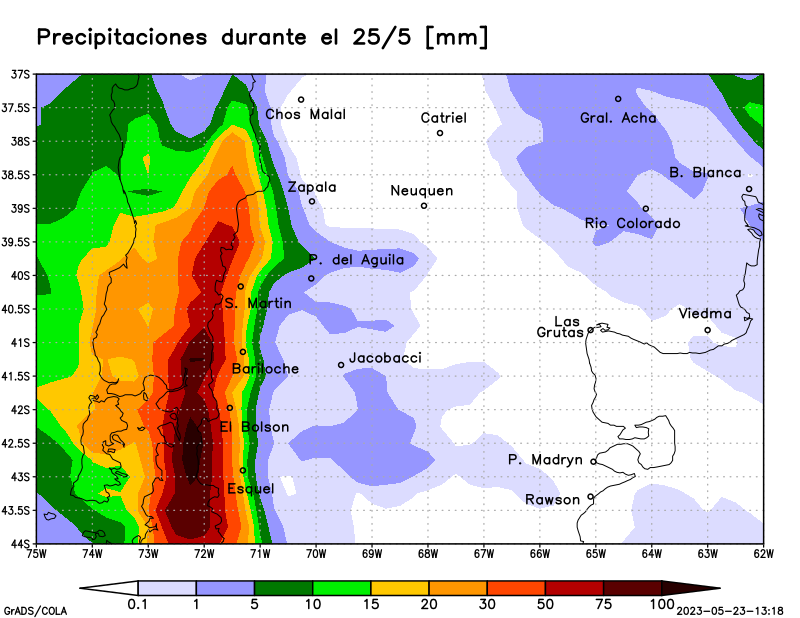 Precipitaciones durante el 25/5 [mm]
37S
37.5S
38S
38.5S
39S
39.5S
40S
40.5S
41S
41.5S
42S
42.5S
43S
43.5S
44S
Chos Malal
Catriel
Gral. Acha
B. Blanca
Zapala
Neuquen
Rio Colorado
P. del Aguila
S. Martin
Viedma
Las
Grutas
Jacobacci
Bariloche
El Bolson
P. Madryn
Esquel
Rawson
75W 74W 73W 72W 71W 70W 69W 68W 67W 66W 65W 64W 63W 62W
0.1 1 5 10 15 20 30 50 75 100
GrADS/COLA
2023-05-23-13:18